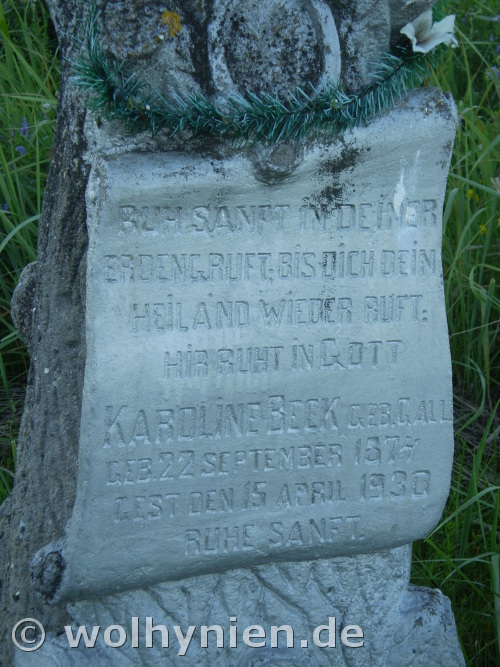 RUH SANFT IN DEINER
ERDENGRUFT, BIS DICH DEIN
HEILAND WIEDER RUFT:
HIR RUHT IN GOTT
KAROLINE BECK GEB. GALL
GEB. 22 SEPTEMBER 1874
GEST DEN 15 APRIL 1930
RUHE SANFT.
© wolhynien.de